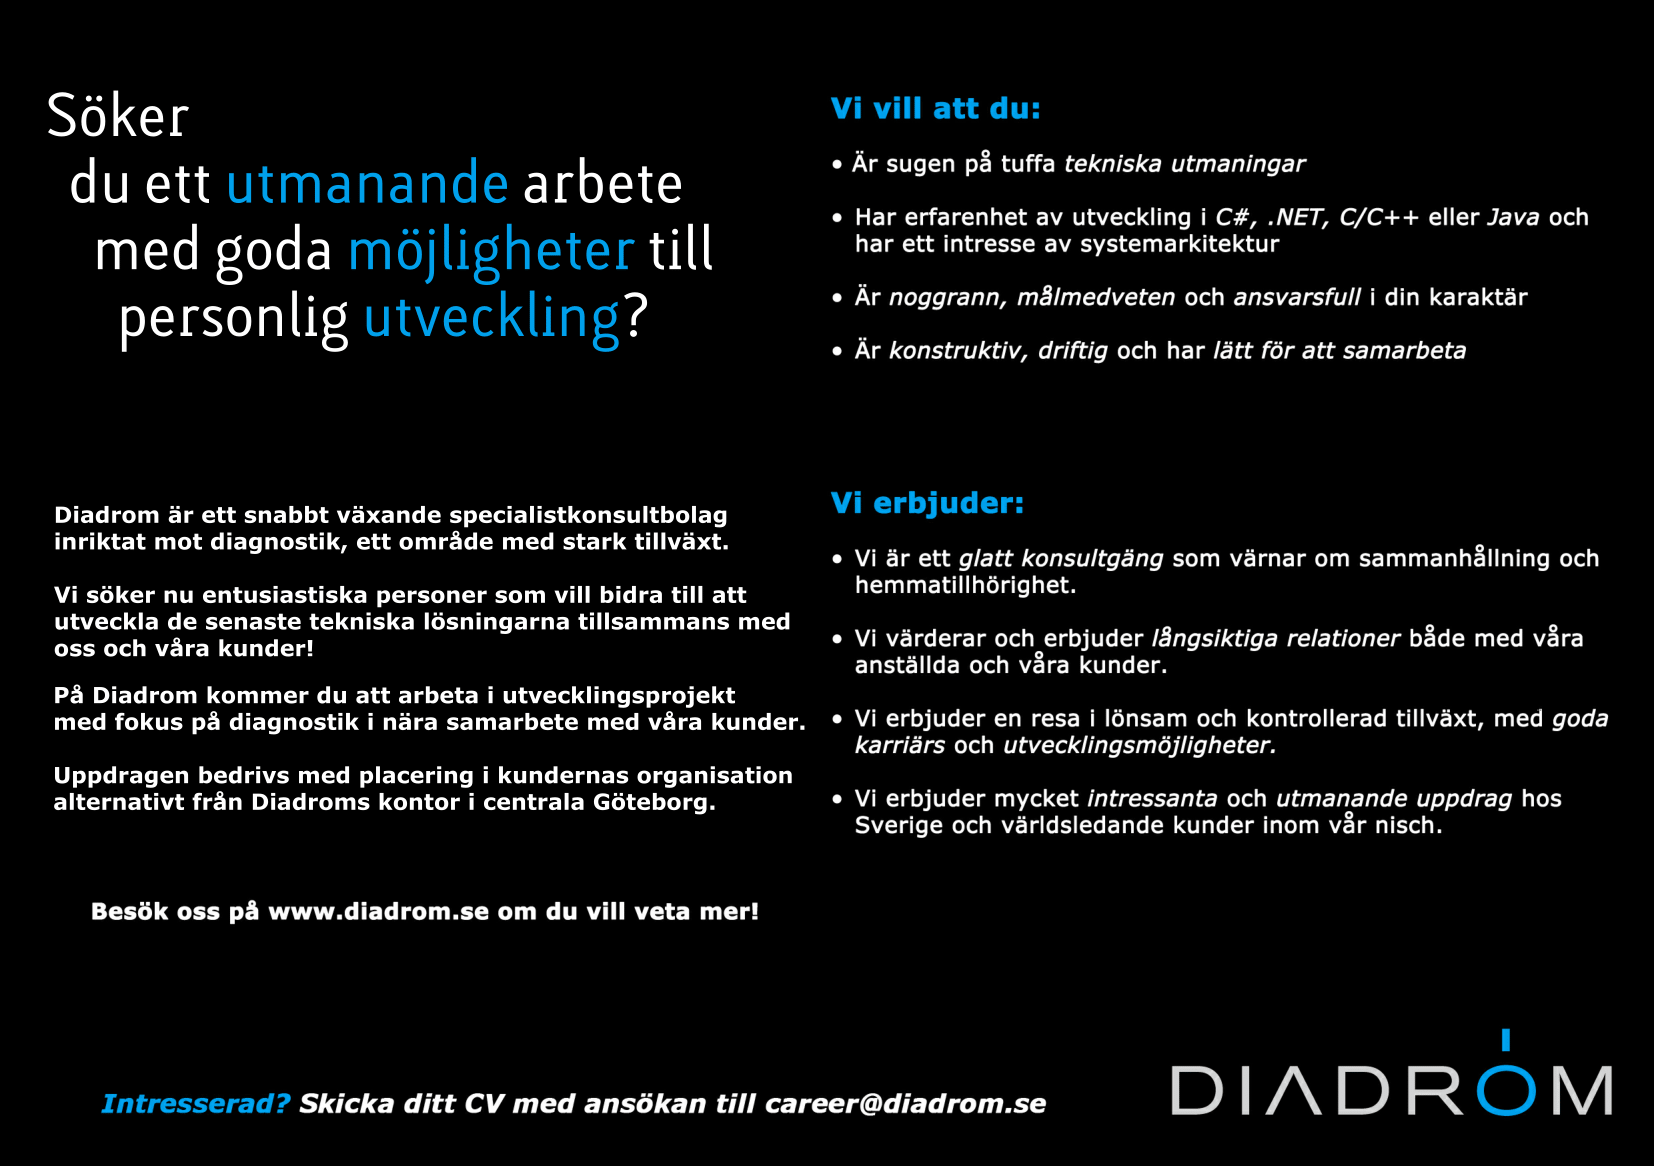 Söker
du ett utmanande arbete
med goda möjligheter till
personlig utveckling?
Diadrom är ett snabbt växande specialistkonsultbolag
inriktat mot diagnostik, ett område med stark tillväxt.
Vi söker nu entusiastiska personer som vill bidra till att
utveckla de senaste tekniska lösningarna tillsammans med
oss och våra kunder!
På Diadrom kommer du att arbeta i utvecklingsprojekt
med fokus på diagnostik i nära samarbete med våra kunder.
Uppdragen bedrivs med placering i kundernas organisation
alternativt från Diadroms kontor i centrala Göteborg.
Besök oss på www.diadrom.se om du vill veta mer!
Vi vill att du:
• Är sugen på tuffa tekniska utmaningar
• Har erfarenhet av utveckling i C#, .NET, C/C++ eller Java och
har ett intresse av systemarkitektur
• Är noggrann, målmedveten och ansvarsfull i din karaktär
• Är konstruktiv, driftig och har lätt för att samarbeta
Vi erbjuder:
• Vi är ett glatt konsultgäng som värnar om sammanhållning och
hemmatillhörighet.
• Vi värderar och erbjuder långsiktiga relationer både med våra
anställda och våra kunder.
• Vi erbjuder en resa i lönsam och kontrollerad tillväxt, med goda
karriärs och utvecklingsmöjligheter.
• Vi erbjuder mycket intressanta och utmanande uppdrag hos
Sverige och världsledande kunder inom vår nisch.
Intresserad? Skicka ditt CV med ansökan till career@diadrom.se
DIADROM